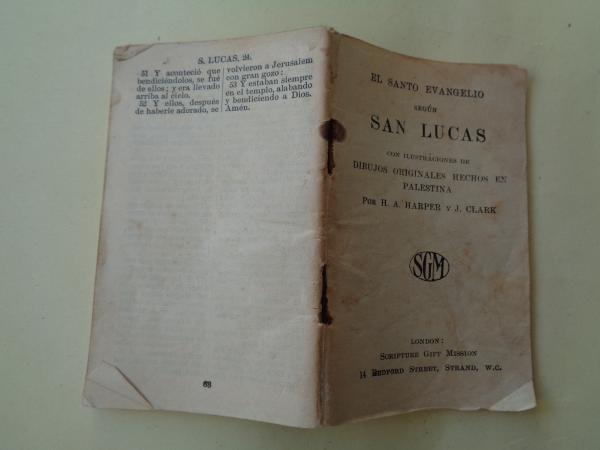 S. LUCAS, 24.
51 Y aconteció que
bendiciéndolos, se fué
de ellos; y era llevado
arriba al cielo.
52 Y ellos, después
de haberle adorado, se
volvieron a Jerusalem
con gran gozo:
53 Y estaban siempre
en el templo, alabando
y bendiciendo a Dios.
Amén.
68
EL SANTO EVANGELIO
SEGÚN
SAN LUCAS
CON ILUSTRACIONES DE
DIBUJOS ORIGINALES HECHOS EN
PALESTINA
POR H. A. HARPER Y J. CLARK
SGM
LONDON:
SCRIPTURE GIFT MISSION
14 BEDFORD STREET, STRAND, W.C.